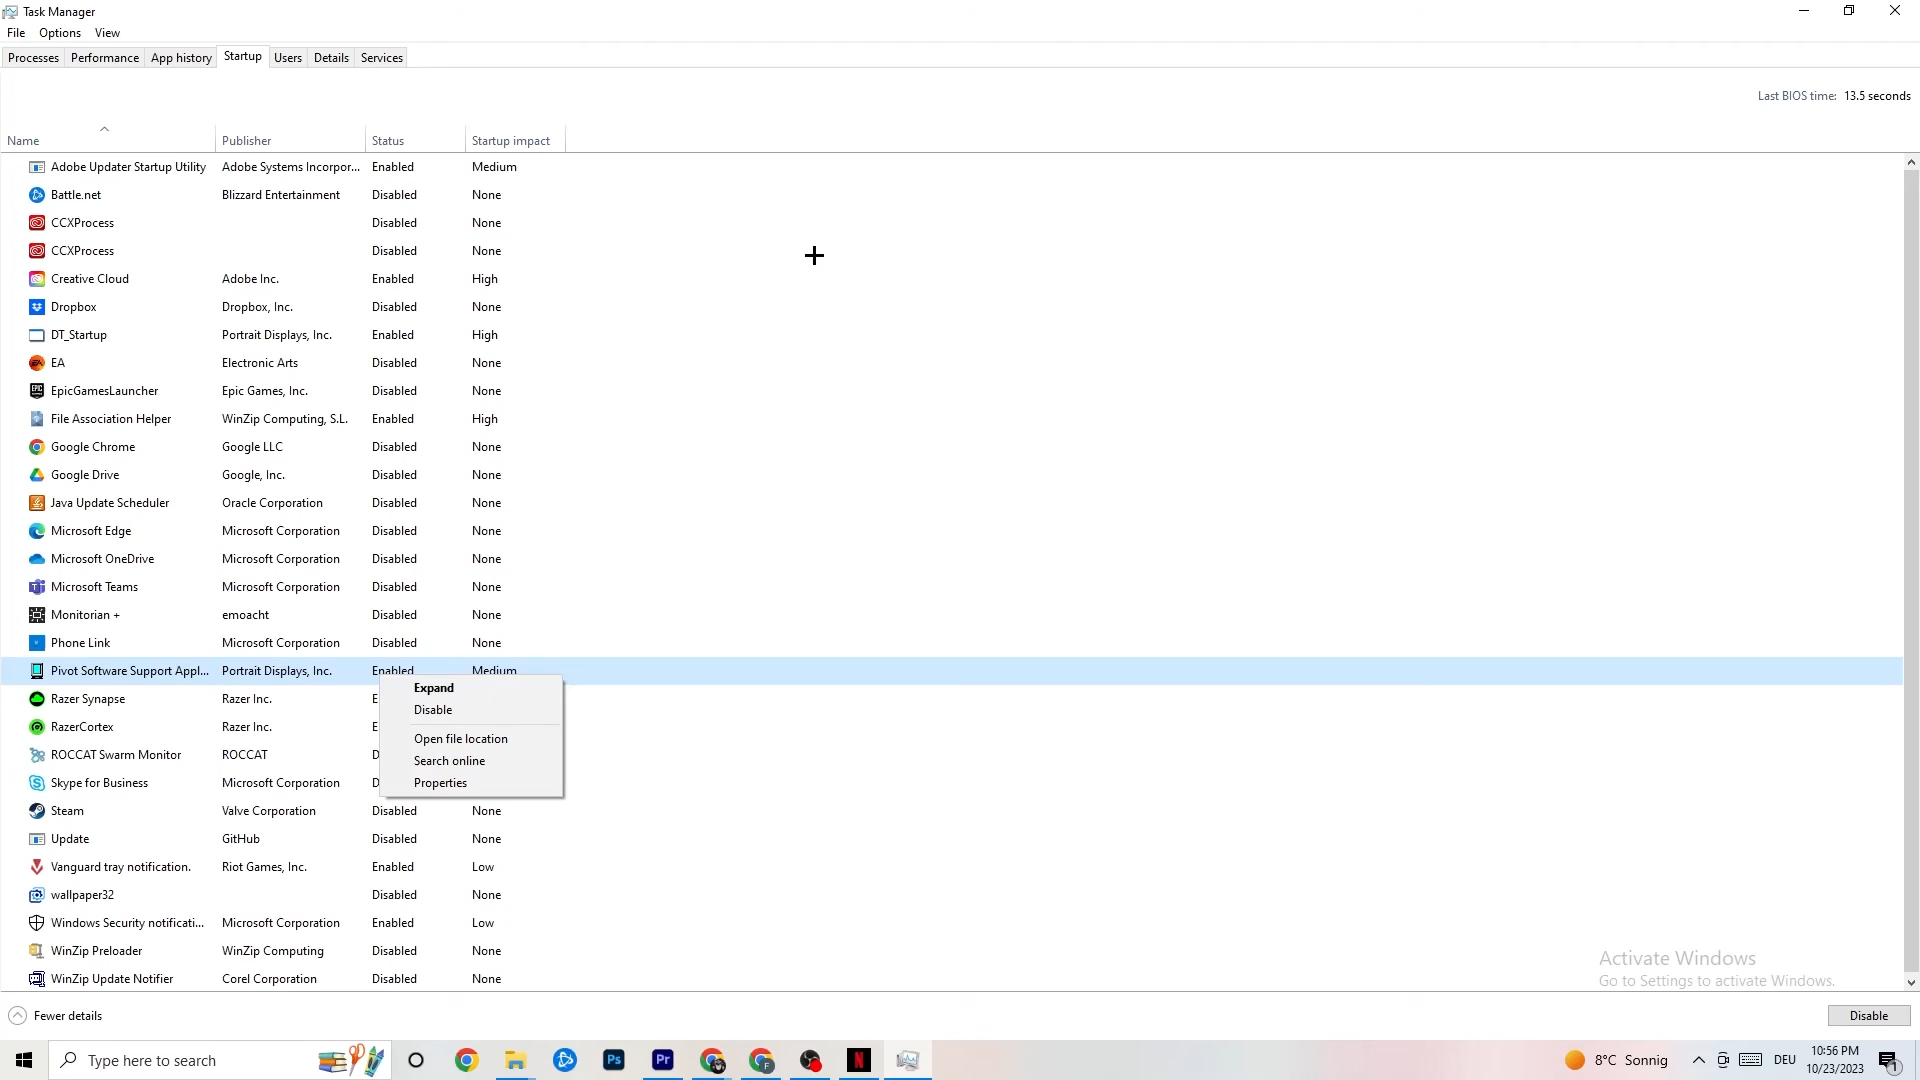 Task Manager
File Options View
Processes Performance App history Startup Users Details Services
Last BIOS time: 13.5 seconds
Name Publisher Status Startup impact
Adobe Updater Startup Utility Adobe Systems Incorpor... Enabled Medium
Battle.net Blizzard Entertainment Disabled None
CCXProcess Disabled None
CCXProcess Disabled None
Creative Cloud Adobe Inc. Enabled High
Dropbox Dropbox, Inc. Disabled None
DT_Startup Portrait Displays, Inc. Enabled High
EA Electronic Arts Disabled None
EpicGamesLauncher Epic Games, Inc. Disabled None
File Association Helper WinZip Computing, S.L. Enabled High
Google Chrome Google LLC Disabled None
Google Drive Google, Inc. Disabled None
Java Update Scheduler Oracle Corporation Disabled None
Microsoft Edge Microsoft Corporation Disabled None
Microsoft OneDrive Microsoft Corporation Disabled None
Microsoft Teams Microsoft Corporation Disabled None
Monitorian + emoacht Disabled None
Phone Link Microsoft Corporation Disabled None
Pivot Software Support Appl... Portrait Displays, Inc. Enabled Medium
Razer Synapse Razer Inc. E
RazerCortex Razer Inc. E
ROCCAT Swarm Monitor ROCCAT D
Skype for Business Microsoft Corporation D
Expand
Disable
Open file location
Search online
Properties
Steam Valve Corporation Disabled None
Update GitHub Disabled None
Vanguard tray notification. Riot Games, Inc. Enabled Low
wallpaper32 Disabled None
Windows Security notificati... Microsoft Corporation Enabled Low
WinZip Preloader WinZip Computing Disabled None
WinZip Update Notifier Corel Corporation Disabled None
Activate Windows
Go to Settings to activate Windows.
Fewer details Disable
Type here to search
Ps Pr F N
8°C Sonnig DEU 10:56 PM
10/23/2023 1